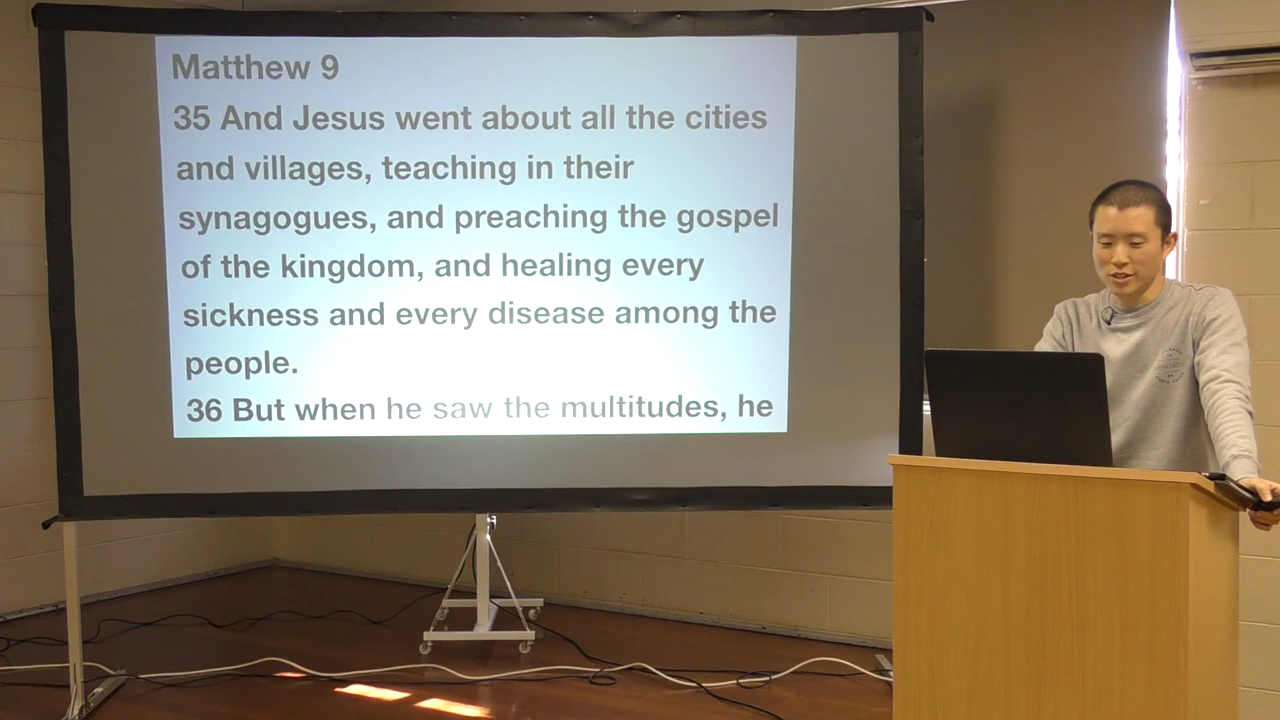 Matthew 9
35 And Jesus went about all the cities
and villages, teaching in their
synagogues, and preaching the gospel
of the kingdom, and healing every
sickness and every disease among the
people.
36 But when he saw the multitudes, he